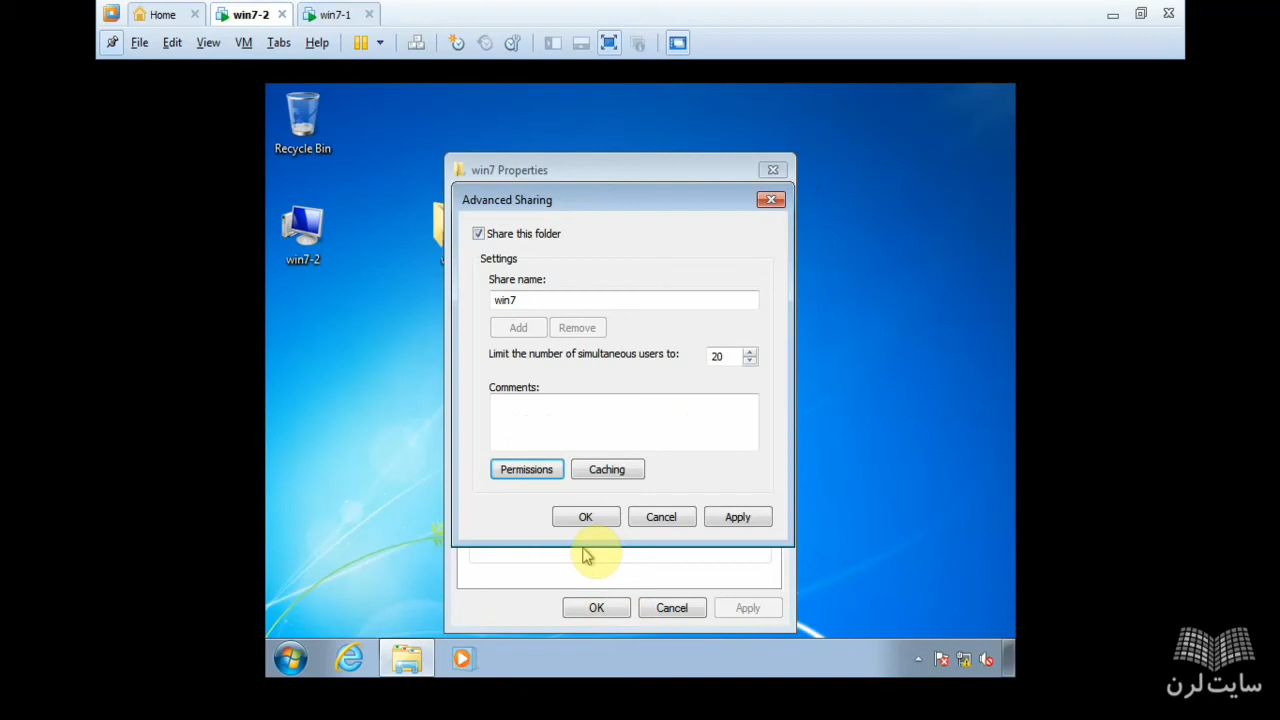 Home
win7-2
win7-1
File Edit View VM Tabs Help
Recycle Bin
win7-2
win7 Properties
Advanced Sharing
Share this folder
Settings
Share name:
win7
Add Remove
Limit the number of simultaneous users to: 20
Comments:
Permissions Caching
OK Cancel Apply
OK Cancel Apply
سایت لرن